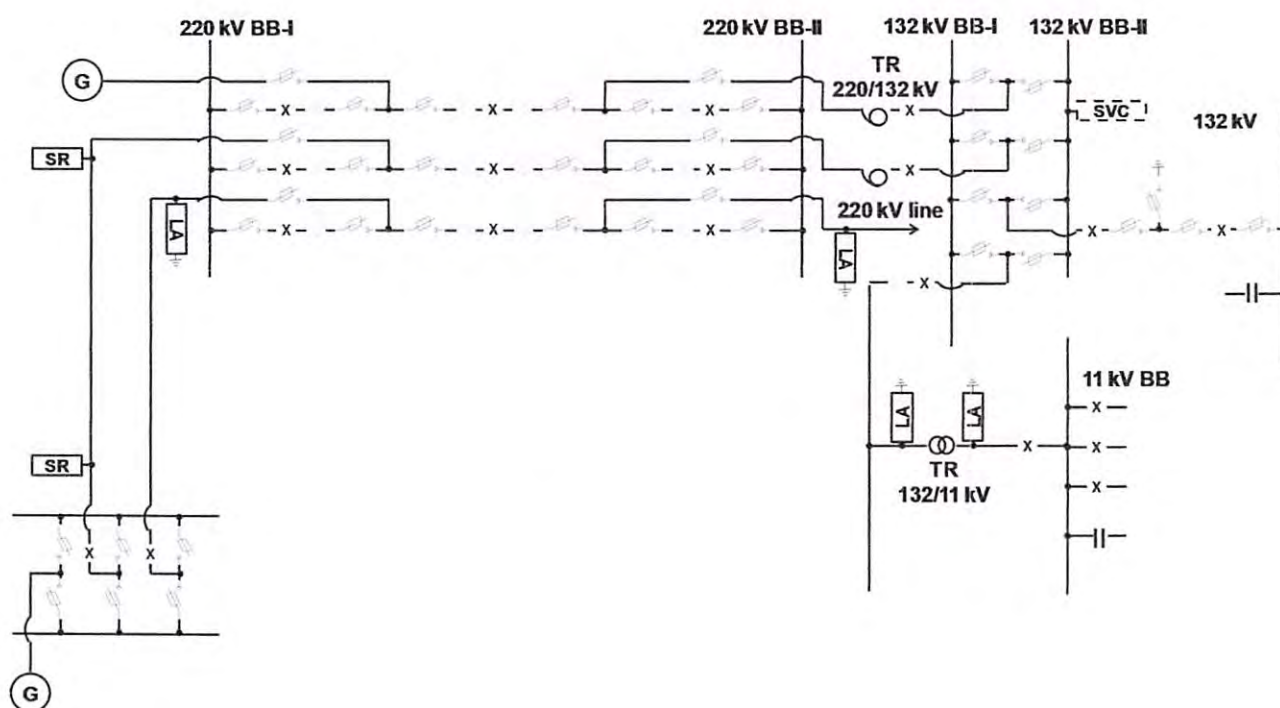 220 kV BB-I
220 kV BB-II
132 kV BB-I
132 kV BB-II
G
TR
220/132 kV
SVC
132 kV
SR
LA
220 kV line
LA
11 kV BB
LA
LA
SR
TR
132/11 kV
G